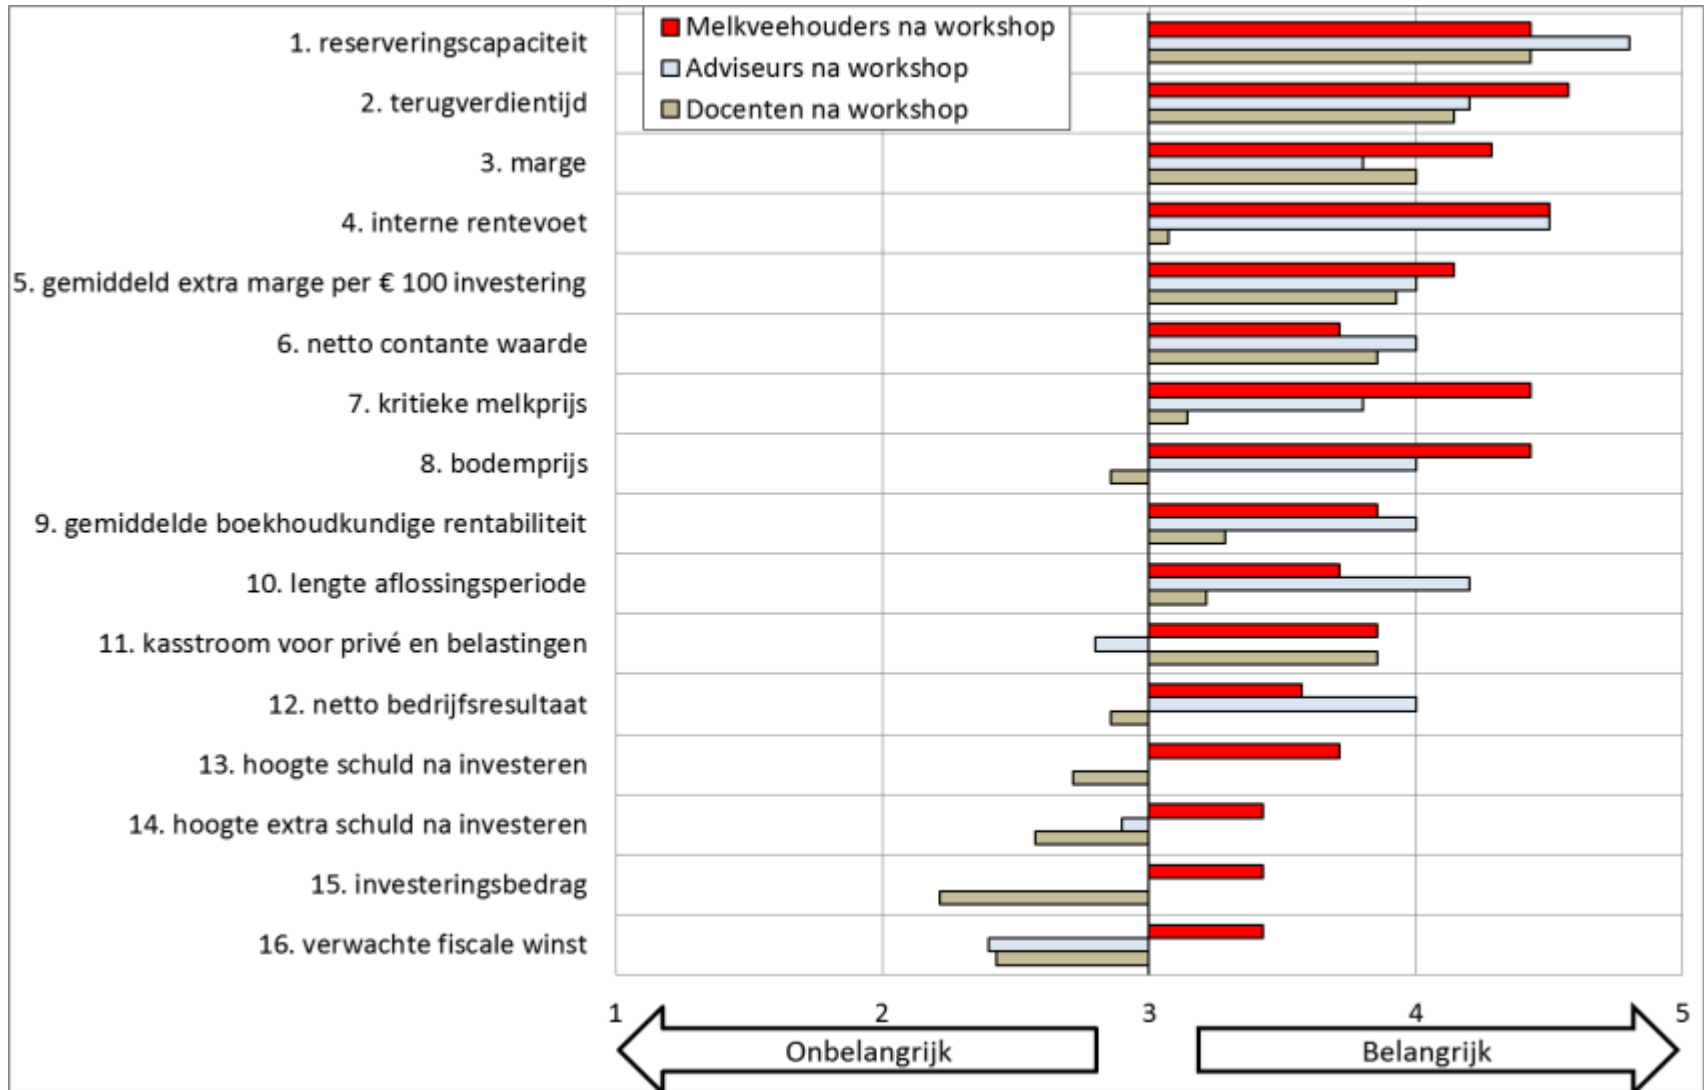 Melkveehouders na workshop
Adviseurs na workshop
Docenten na workshop
1. reserveringscapaciteit
2. terugverdientijd
3. marge
4. interne rentevoet
5. gemiddeld extra marge per € 100 investering
6. netto contante waarde
7. kritieke melkprijs
8. bodemprijs
9. gemiddelde boekhoudkundige rentabiliteit
10. lengte aflossingsperiode
11. kasstroom voor privé en belastingen
12. netto bedrijfsresultaat
13. hoogte schuld na investeren
14. hoogte extra schuld na investeren
15. investeringsbedrag
16. verwachte fiscale winst
1 2 3 4 5
Onbelangrijk Belangrijk